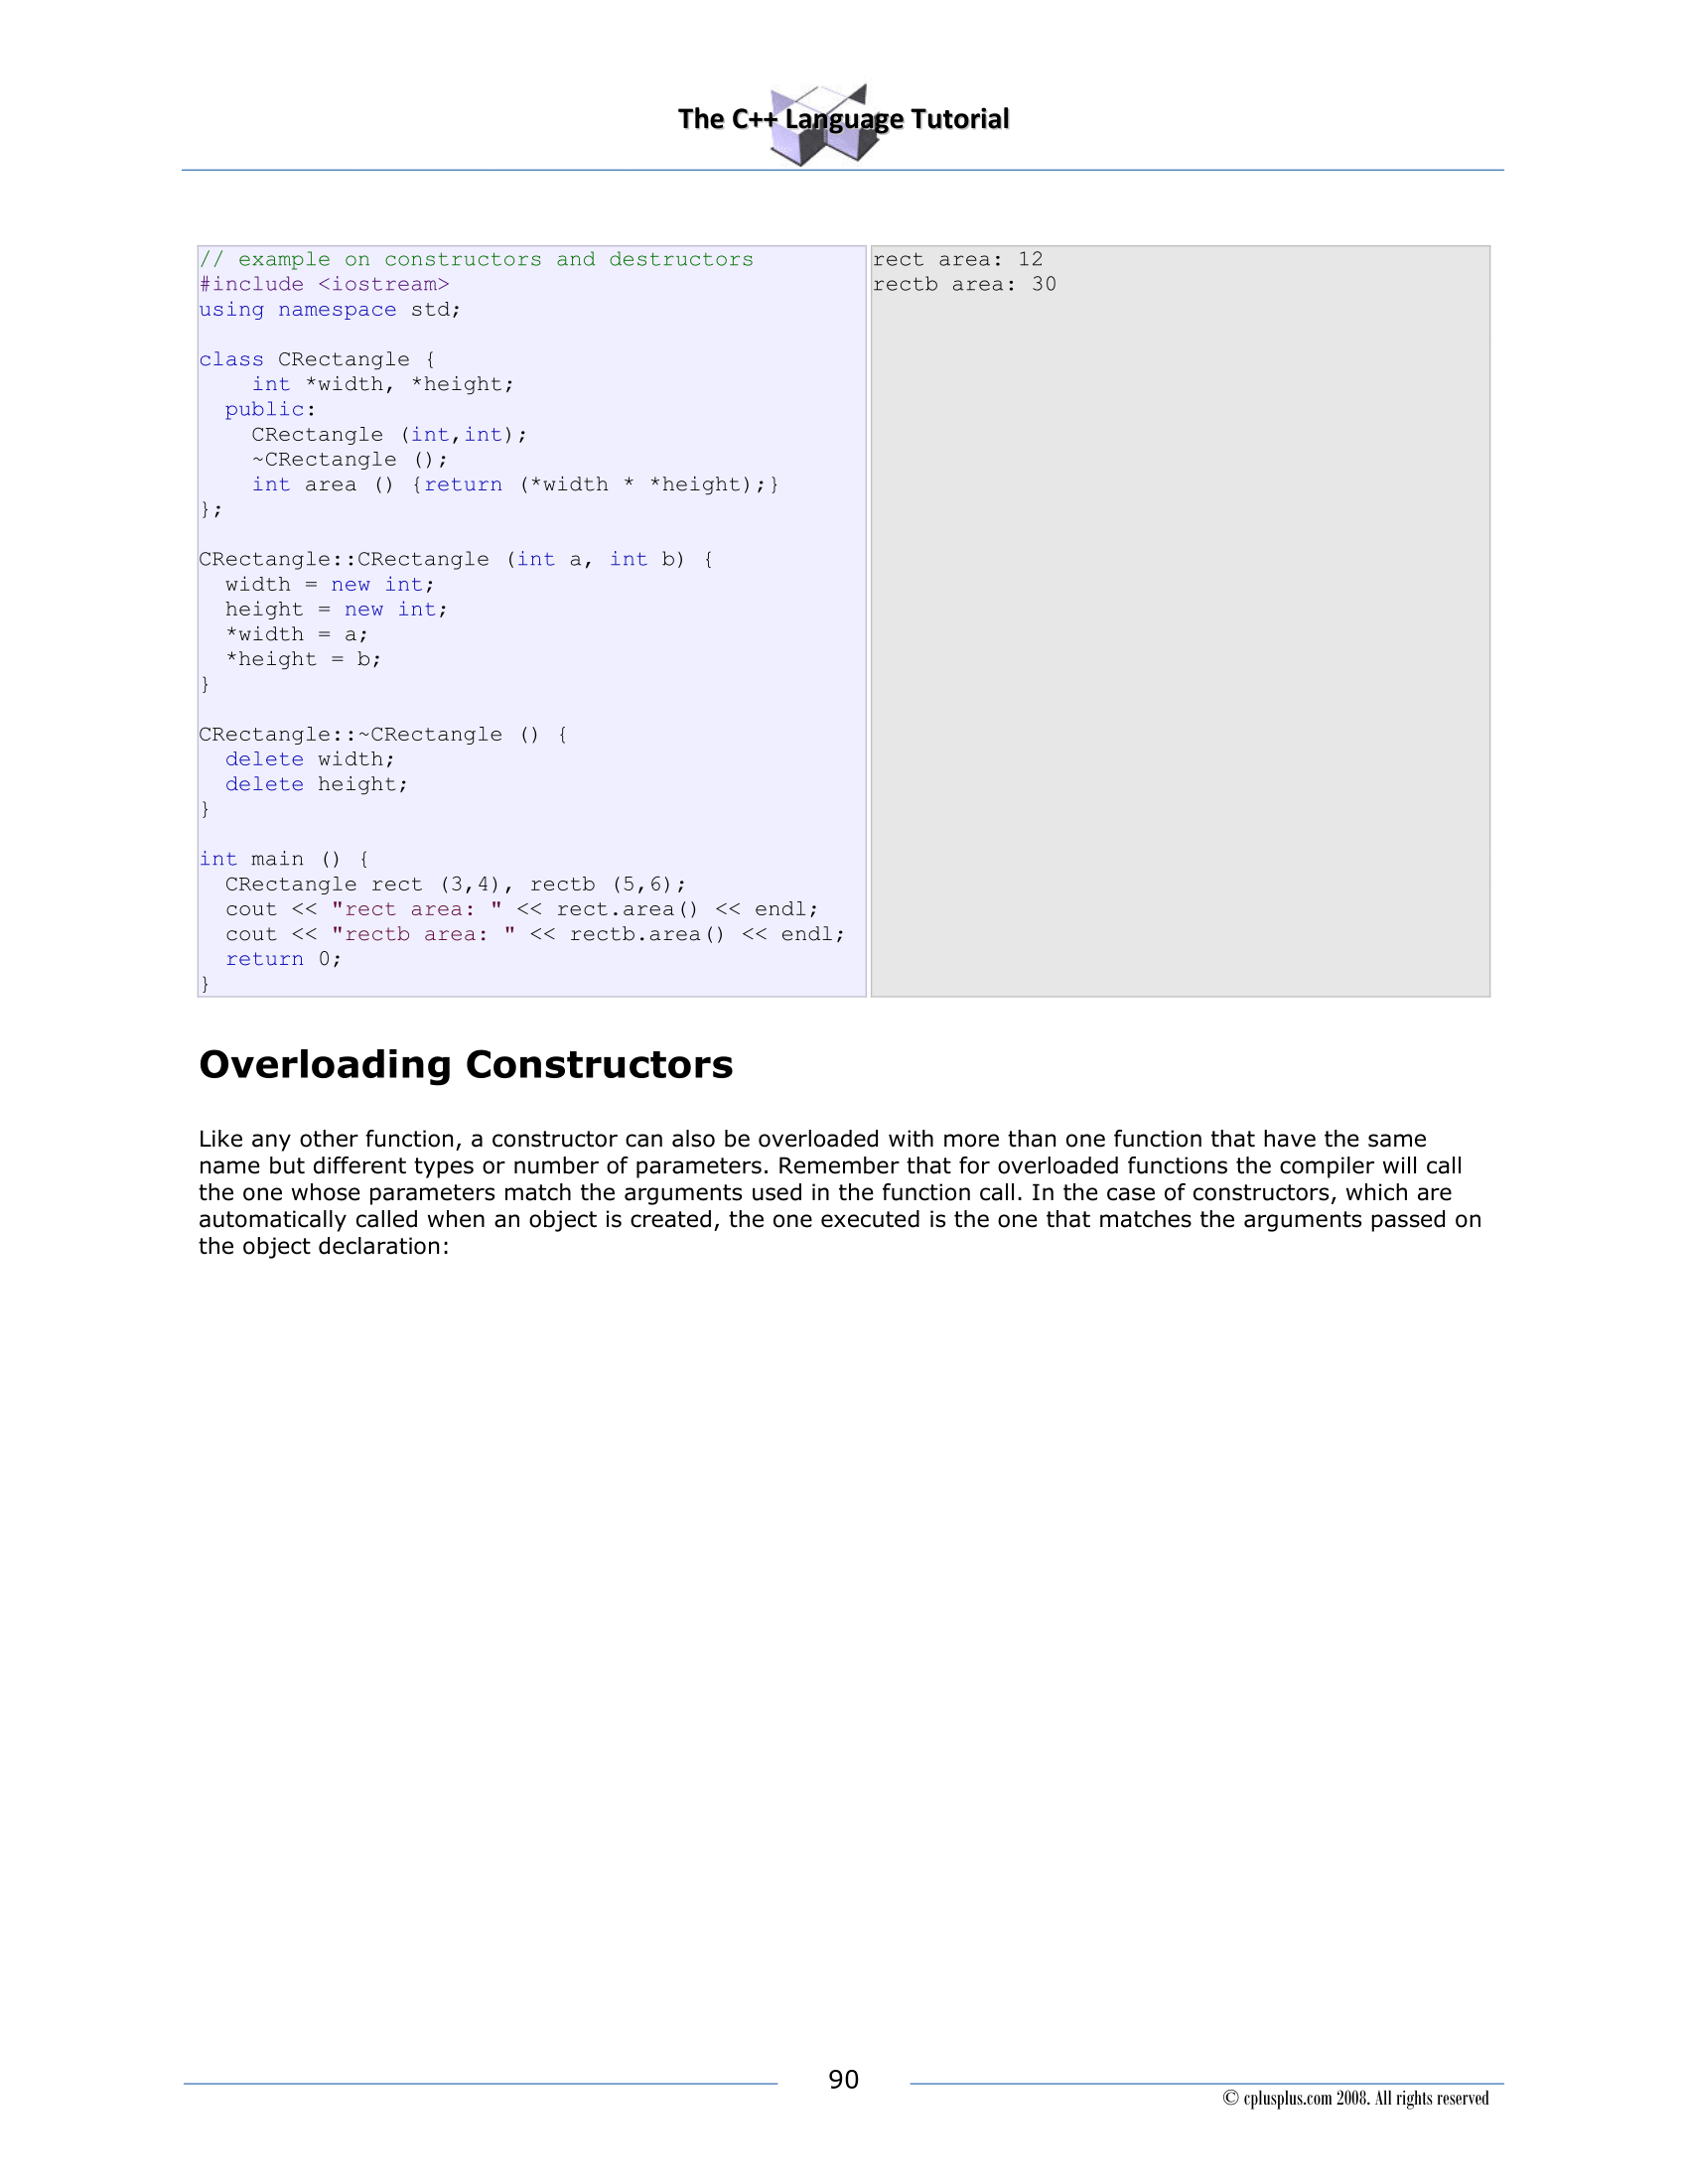 The C++ Language Tutorial
// example on constructors and destructors
#include <iostream>
using namespace std;

class CRectangle {
    int *width, *height;
  public:
    CRectangle (int,int);
    ~CRectangle ();
    int area () {return (*width * *height);}
};

CRectangle::CRectangle (int a, int b) {
  width = new int;
  height = new int;
  *width = a;
  *height = b;
}

CRectangle::~CRectangle () {
  delete width;
  delete height;
}

int main () {
  CRectangle rect (3,4), rectb (5,6);
  cout << "rect area: " << rect.area() << endl;
  cout << "rectb area: " << rectb.area() << endl;
  return 0;
}
rect area: 12
rectb area: 30
Overloading Constructors
Like any other function, a constructor can also be overloaded with more than one function that have the same
name but different types or number of parameters. Remember that for overloaded functions the compiler will call
the one whose parameters match the arguments used in the function call. In the case of constructors, which are
automatically called when an object is created, the one executed is the one that matches the arguments passed on
the object declaration:
90
© cplusplus.com 2008. All rights reserved